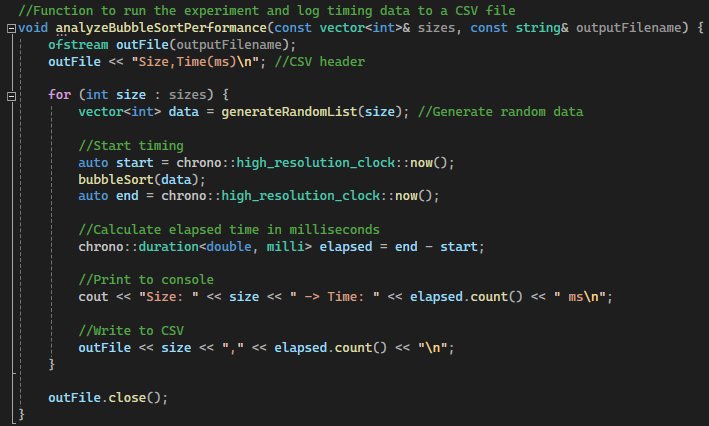 //Function to run the experiment and log timing data to a CSV file
void analyzeBubbleSortPerformance(const vector<int>& sizes, const string& outputFilename) {
    ofstream outFile(outputFilename);
    outFile << "Size,Time(ms)\n"; //CSV header

    for (int size : sizes) {
        vector<int> data = generateRandomList(size); //Generate random data

        //Start timing
        auto start = chrono::high_resolution_clock::now();
        bubbleSort(data);
        auto end = chrono::high_resolution_clock::now();

        //Calculate elapsed time in milliseconds
        chrono::duration<double, milli> elapsed = end - start;

        //Print to console
        cout << "Size: " << size << " -> Time: " << elapsed.count() << " ms\n";

        //Write to CSV
        outFile << size << "," << elapsed.count() << "\n";
    }

    outFile.close();
}